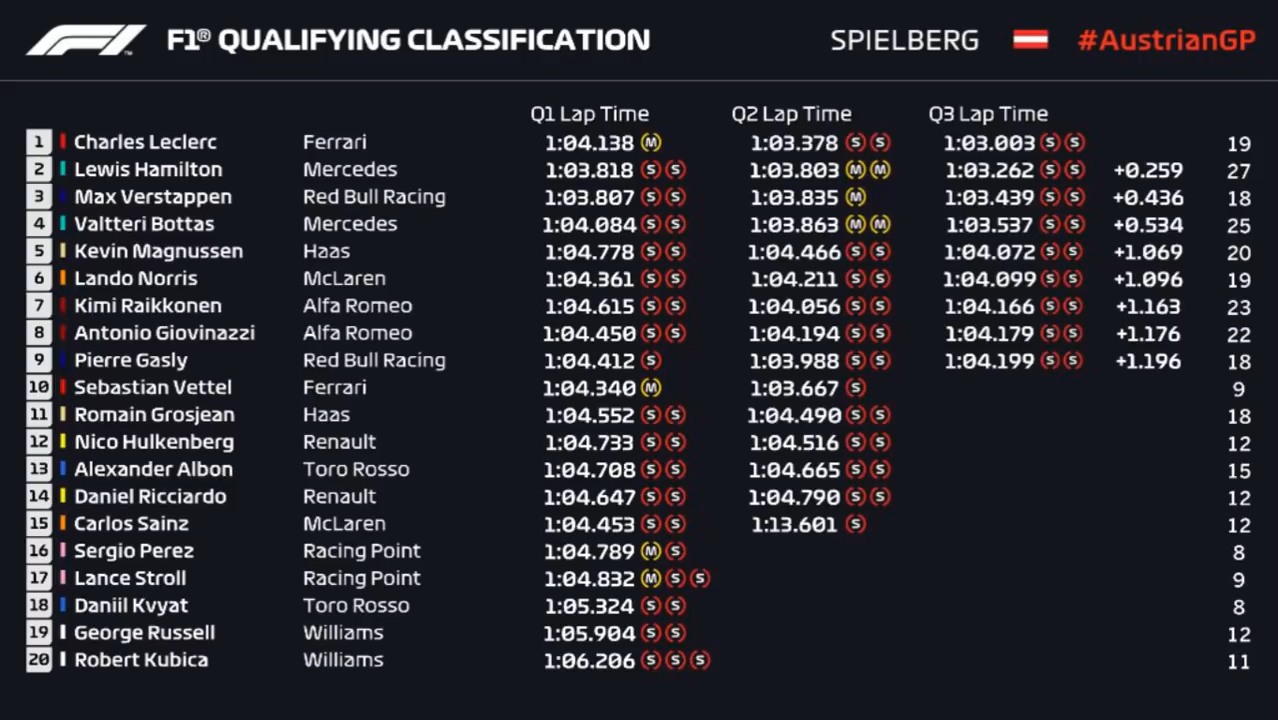 F1® QUALIFYING CLASSIFICATION SPIELBERG #AustrianGP
Q1 Lap Time Q2 Lap Time Q3 Lap Time
1 Charles Leclerc Ferrari 1:04.138 M 1:03.378 S S 1:03.003 S S 19
2 Lewis Hamilton Mercedes 1:03.818 S S 1:03.803 M M 1:03.262 S S +0.259 27
3 Max Verstappen Red Bull Racing 1:03.807 S S 1:03.835 M 1:03.439 S S +0.436 18
4 Valtteri Bottas Mercedes 1:04.084 S S 1:03.863 M M 1:03.537 S S +0.534 25
5 Kevin Magnussen Haas 1:04.778 S S 1:04.466 S S 1:04.072 S S +1.069 20
6 Lando Norris McLaren 1:04.361 S S 1:04.211 S S 1:04.099 S S +1.096 19
7 Kimi Raikkonen Alfa Romeo 1:04.615 S S 1:04.056 S S 1:04.166 S S +1.163 23
8 Antonio Giovinazzi Alfa Romeo 1:04.450 S S 1:04.194 S S 1:04.179 S S +1.176 22
9 Pierre Gasly Red Bull Racing 1:04.412 S 1:03.988 S S 1:04.199 S S +1.196 18
10 Sebastian Vettel Ferrari 1:04.340 M 1:03.667 S 9
11 Romain Grosjean Haas 1:04.552 S S 1:04.490 S S 18
12 Nico Hulkenberg Renault 1:04.733 S S 1:04.516 S S 12
13 Alexander Albon Toro Rosso 1:04.708 S S 1:04.665 S S 15
14 Daniel Ricciardo Renault 1:04.647 S S 1:04.790 S S 12
15 Carlos Sainz McLaren 1:04.453 S S 1:13.601 S 12
16 Sergio Perez Racing Point 1:04.789 M S 8
17 Lance Stroll Racing Point 1:04.832 M S S 9
18 Daniil Kvyat Toro Rosso 1:05.324 S S 8
19 George Russell Williams 1:05.904 S S 12
20 Robert Kubica Williams 1:06.206 S S S 11